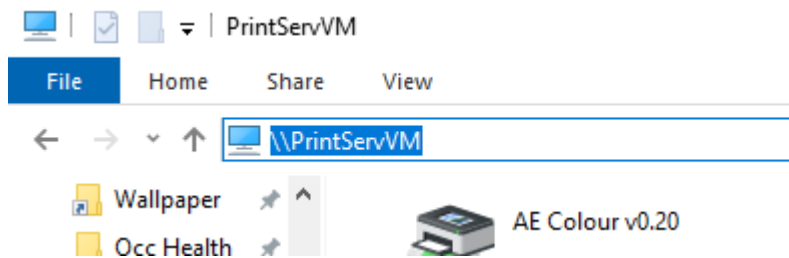 PrintServVM
File Home Share View
\\PrintServVM
Wallpaper
AE Colour v0.20
Occ Health